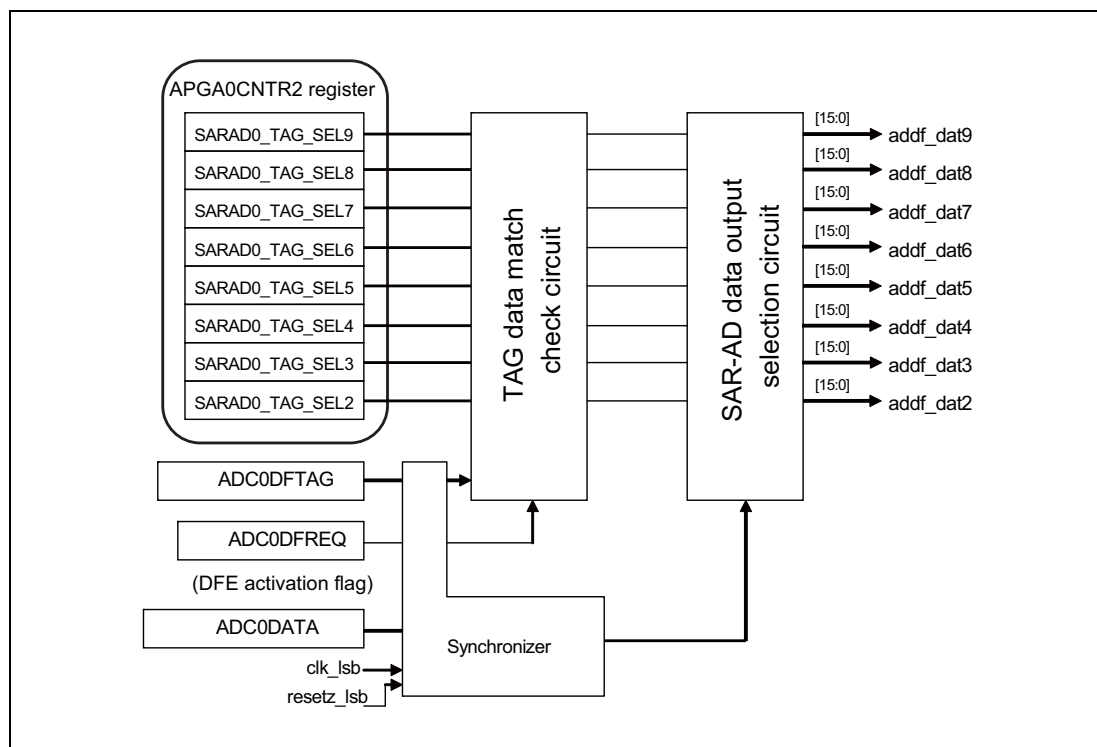 APGA0CNTR2 register
SARAD0_TAG_SEL9
SARAD0_TAG_SEL8
SARAD0_TAG_SEL7
SARAD0_TAG_SEL6
SARAD0_TAG_SEL5
SARAD0_TAG_SEL4
SARAD0_TAG_SEL3
SARAD0_TAG_SEL2
TAG data match
check circuit
SAR-AD data output
selection circuit
[15:0]
addf_dat9
[15:0]
addf_dat8
[15:0]
addf_dat7
[15:0]
addf_dat6
[15:0]
addf_dat5
[15:0]
addf_dat4
[15:0]
addf_dat3
[15:0]
addf_dat2
ADC0DFTAG
ADC0DFREQ
(DFE activation flag)
ADC0DATA
Synchronizer
clk_lsb
resetz_lsb